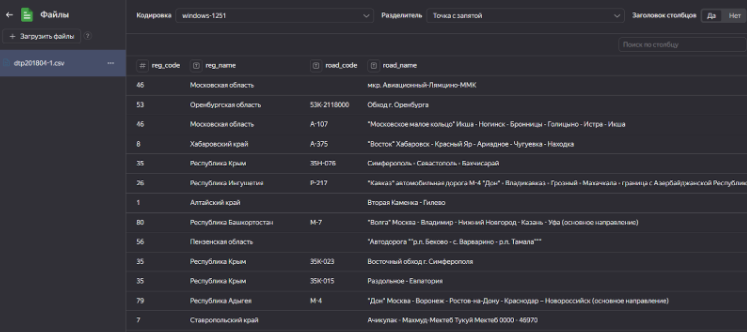 Файлы
Кодировка windows-1251 Разделитель Точка с запятой Заголовок столбцов Да Нет
+ Загрузить файлы ?
Поиск по столбцу
dtp201804-1.csv ...
# reg_code reg_name road_code road_name
46 Московская область мкр. Авиационный-Лямцино-ММК
53 Оренбургская область 53К-2118000 Обход г. Оренбурга
46 Московская область А-107 "Московское малое кольцо" Икша - Ногинск - Бронницы - Голицыно - Истра - Икша
8 Хабаровский край А-375 "Восток" Хабаровск - Красный Яр - Ариадное - Чугуевка - Находка
35 Республика Крым 35Н-076 Симферополь - Севастополь - Бахчисарай
26 Республика Ингушетия Р-217 "Кавказ" автомобильная дорога М-4 "Дон" - Владикавказ - Грозный - Махачкала - граница с Азербайджанской Республик
1 Алтайский край Вторая Каменка - Гилево
80 Республика Башкортостан М-7 "Волга" Москва - Владимир - Нижний Новгород - Казань - Уфа (основное направление)
56 Пензенская область "Автодорога ""р.п. Беково - с. Варварино - р.п. Тамала"""
35 Республика Крым 35К-023 Восточный обход г. Симферополя
35 Республика Крым 35К-015 Раздольное - Евпатория
79 Республика Адыгея М-4 "Дон" Москва - Воронеж - Ростов-на-Дону - Краснодар – Новороссийск (основное направление)
7 Ставропольский край Ачикулак - Махмуд-Мектеб Тукуй Мектеб 0000 - 46970